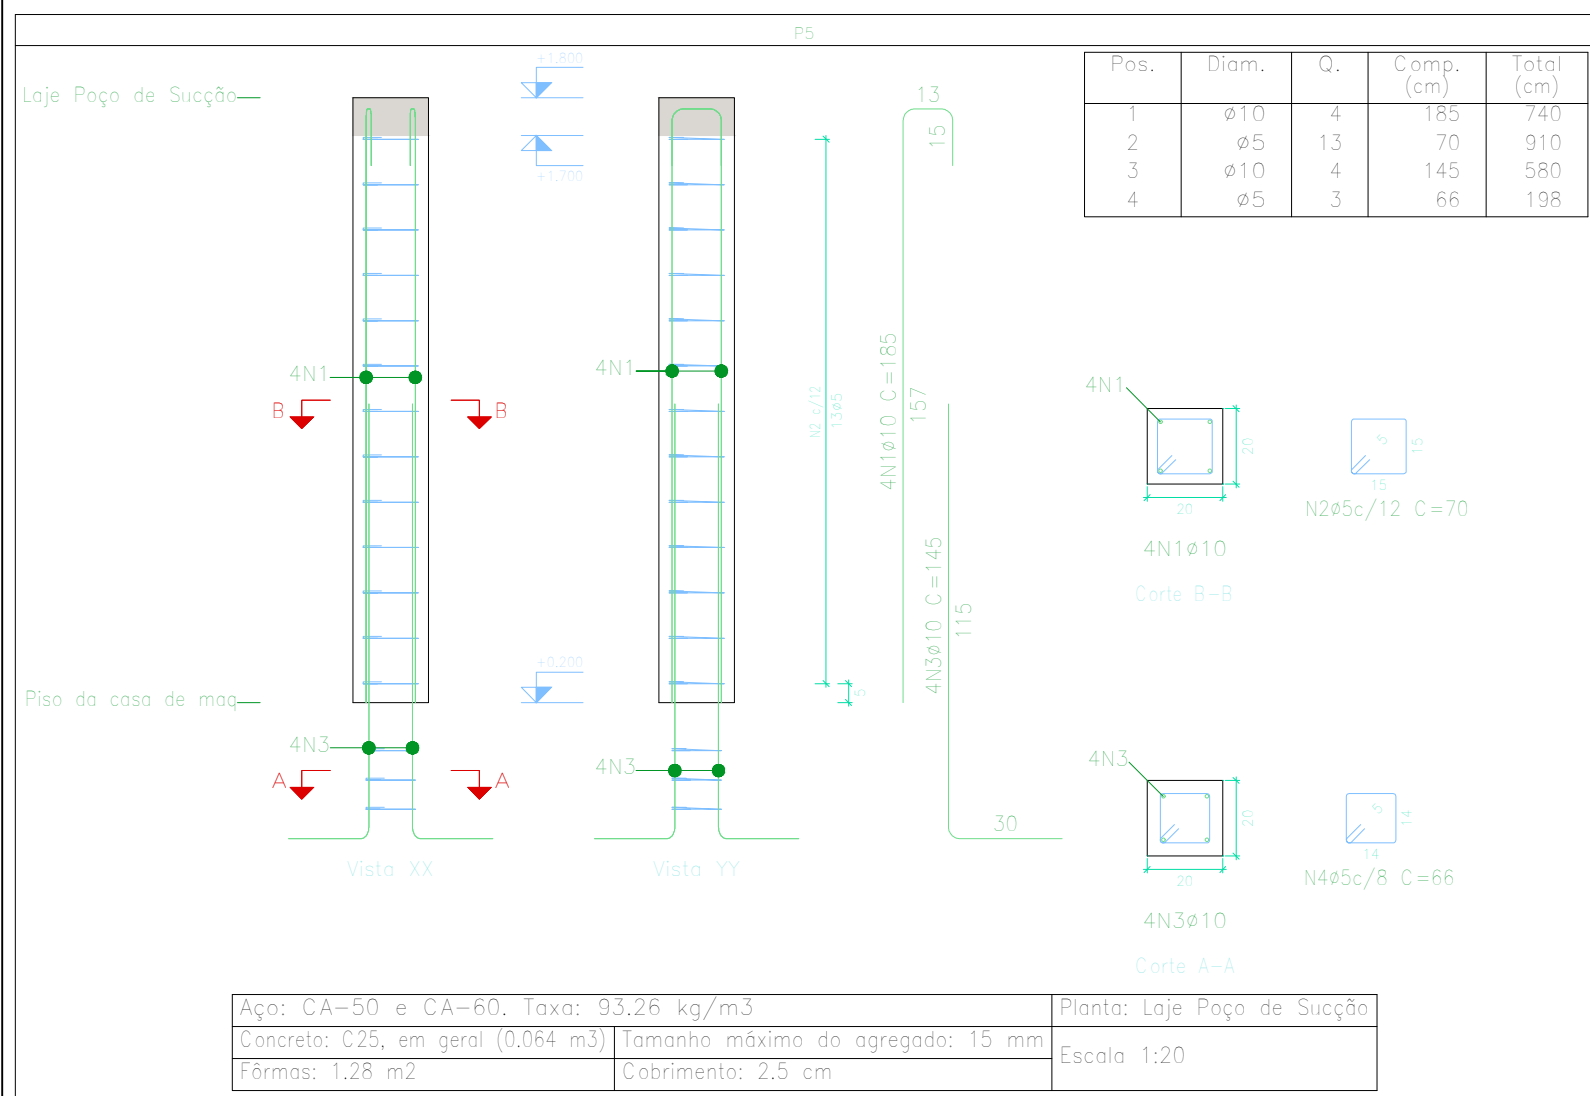 P5
+1.800
Laje Poço de Sucção
+1.700
4N1
B
B
+0.200
Piso da casa de maq
4N3
A
A
Vista XX
4N1
4N3
Vista YY
N2 c/12
13ø5
5
13
15
4N1ø10 C=185
157
4N3ø10 C=145
115
30
Pos. Diam. Q. Comp. (cm) Total (cm)
1 ø10 4 185 740
2 ø5 13 70 910
3 ø10 4 145 580
4 ø5 3 66 198
4N1
20
20
4N1ø10
Corte B-B
5
15
15
N2ø5c/12 C=70
4N3
20
20
4N3ø10
Corte A-A
5
14
14
N4ø5c/8 C=66
Aço: CA-50 e CA-60. Taxa: 93.26 kg/m3
Planta: Laje Poço de Sucção
Concreto: C25, em geral (0.064 m3)
Tamanho máximo do agregado: 15 mm
Escala 1:20
Fôrmas: 1.28 m2
Cobrimento: 2.5 cm